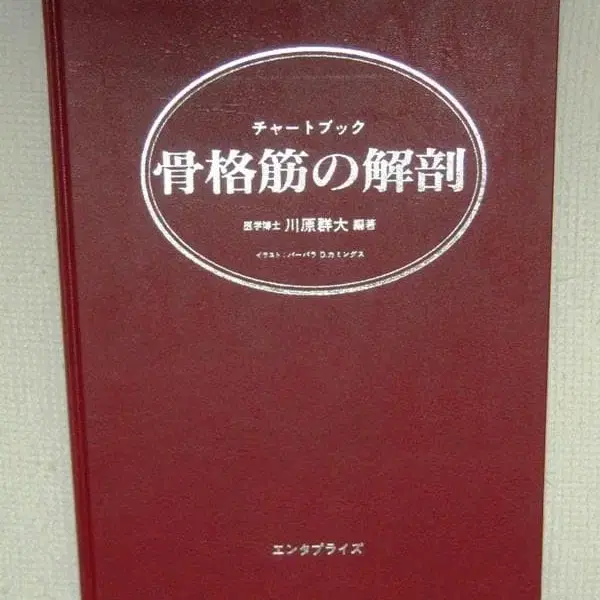 チャートブック
骨格筋の解剖
医学博士 川原群大 編著
イラスト:バーバラ D.カミングス
エンタプライズ